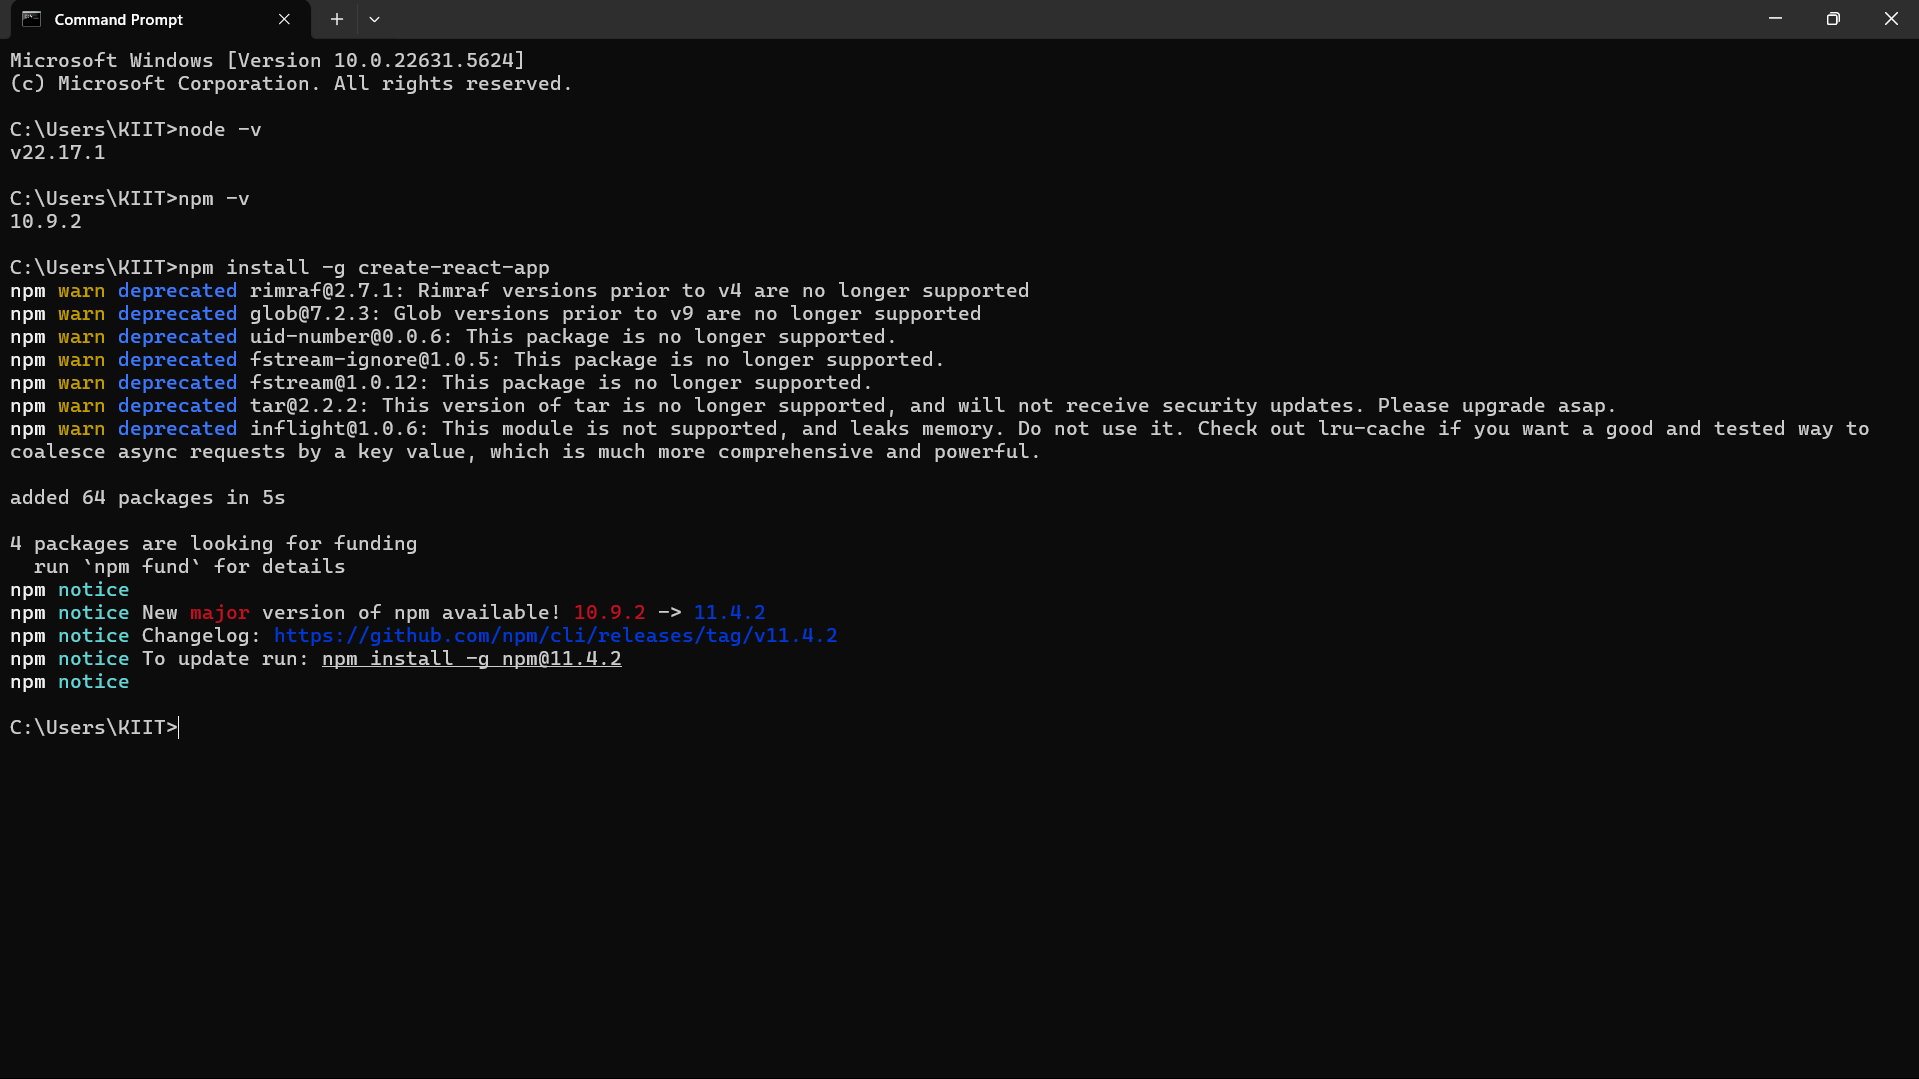 Command Prompt
Microsoft Windows [Version 10.0.22631.5624]
(c) Microsoft Corporation. All rights reserved.
C:\Users\KIIT>node -v
v22.17.1
C:\Users\KIIT>npm -v
10.9.2
C:\Users\KIIT>npm install -g create-react-app
npm warn deprecated rimraf@2.7.1: Rimraf versions prior to v4 are no longer supported
npm warn deprecated glob@7.2.3: Glob versions prior to v9 are no longer supported
npm warn deprecated uid-number@0.0.6: This package is no longer supported.
npm warn deprecated fstream-ignore@1.0.5: This package is no longer supported.
npm warn deprecated fstream@1.0.12: This package is no longer supported.
npm warn deprecated tar@2.2.2: This version of tar is no longer supported, and will not receive security updates. Please upgrade asap.
npm warn deprecated inflight@1.0.6: This module is not supported, and leaks memory. Do not use it. Check out lru-cache if you want a good and tested way to
coalesce async requests by a key value, which is much more comprehensive and powerful.
added 64 packages in 5s
4 packages are looking for funding
  run `npm fund` for details
npm notice
npm notice New major version of npm available! 10.9.2 -> 11.4.2
npm notice Changelog: https://github.com/npm/cli/releases/tag/v11.4.2
npm notice To update run: npm install -g npm@11.4.2
npm notice
C:\Users\KIIT>